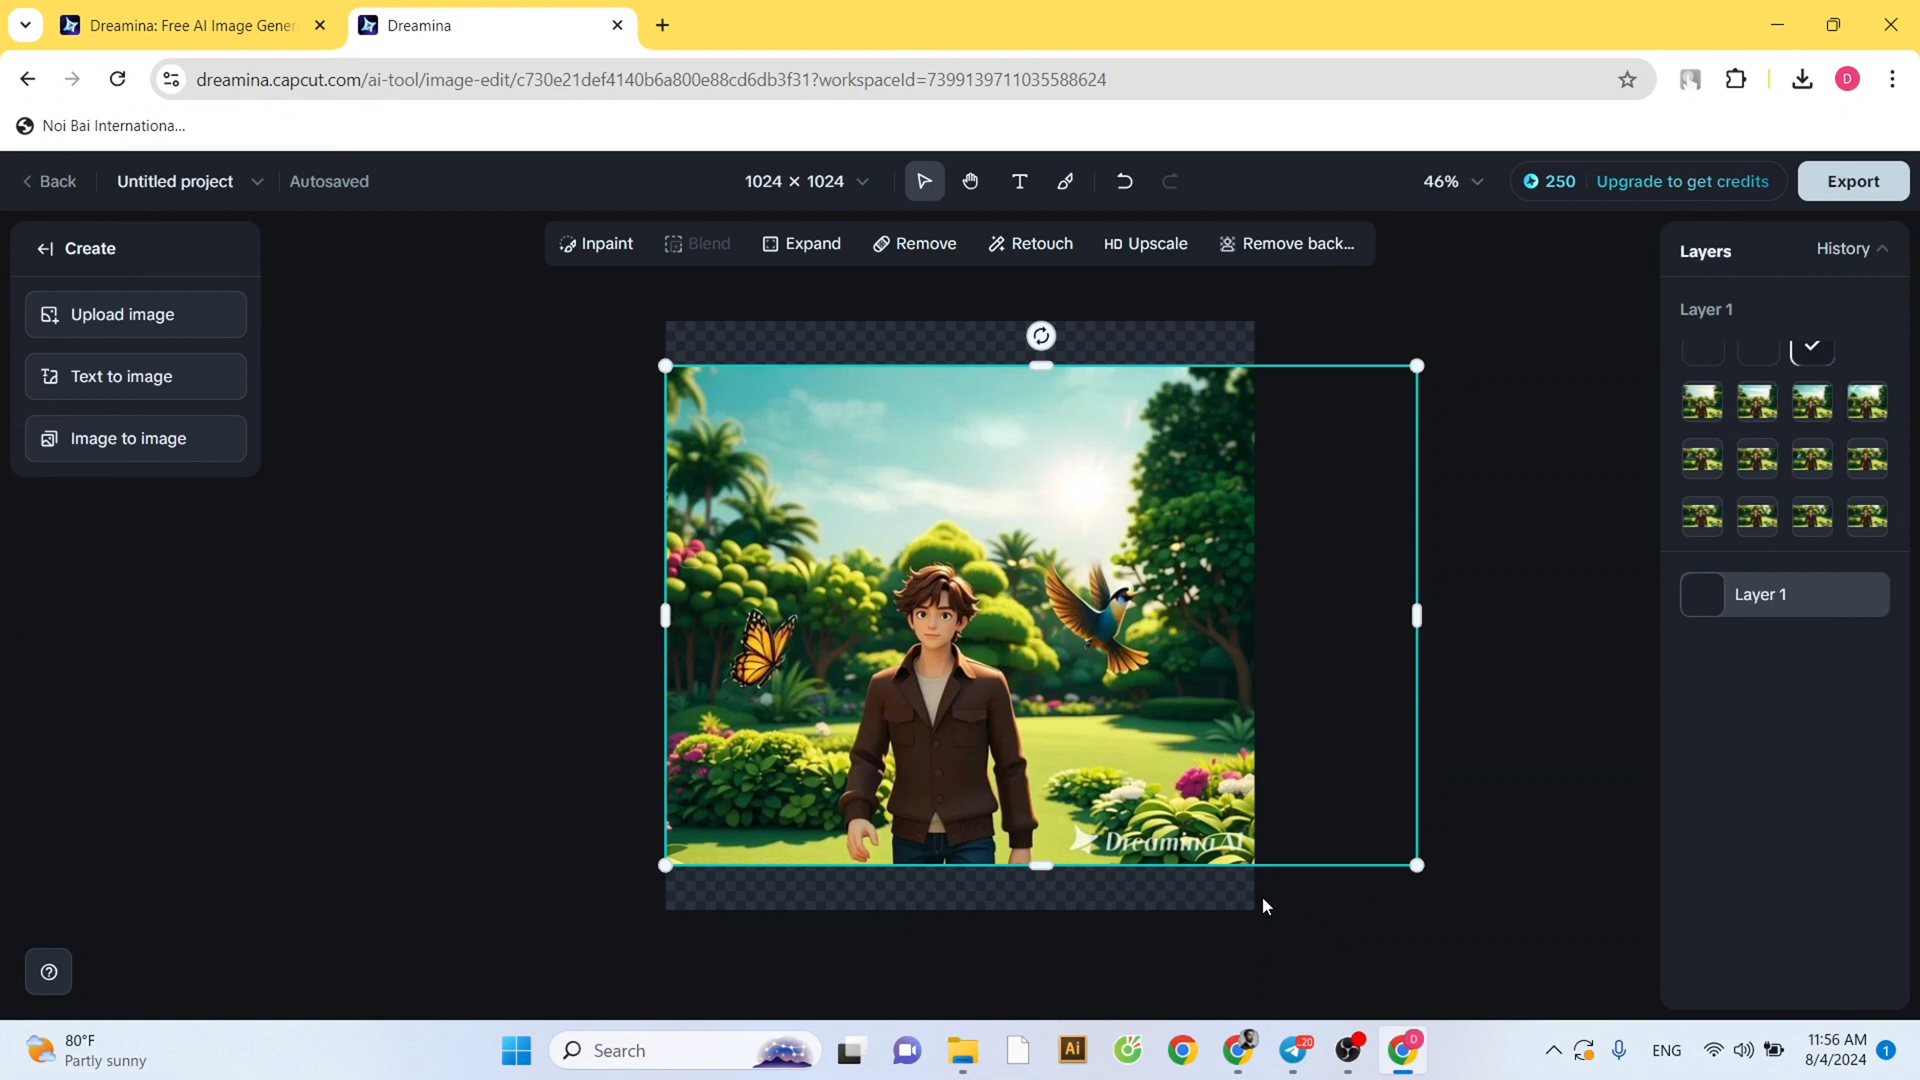 Dreamina: Free AI Image Gener
Dreamina
dreamina.capcut.com/ai-tool/image-edit/c730e21def4140b6a800e88cd6db3f31?workspaceId=7399139711035588624
D
Noi Bai Internationa...
Back
Untitled project
Autosaved
1024 × 1024
T
46%
250
Upgrade to get credits
Export
Create
Inpaint
Blend
Expand
Remove
Retouch
HD Upscale
Remove back...
Layers
History
Upload image
Text to image
Image to image
Layer 1
Layer 1
Dreamina AI
80°F
Partly sunny
Search
Ai
20
D
ENG
11:56 AM
8/4/2024
1